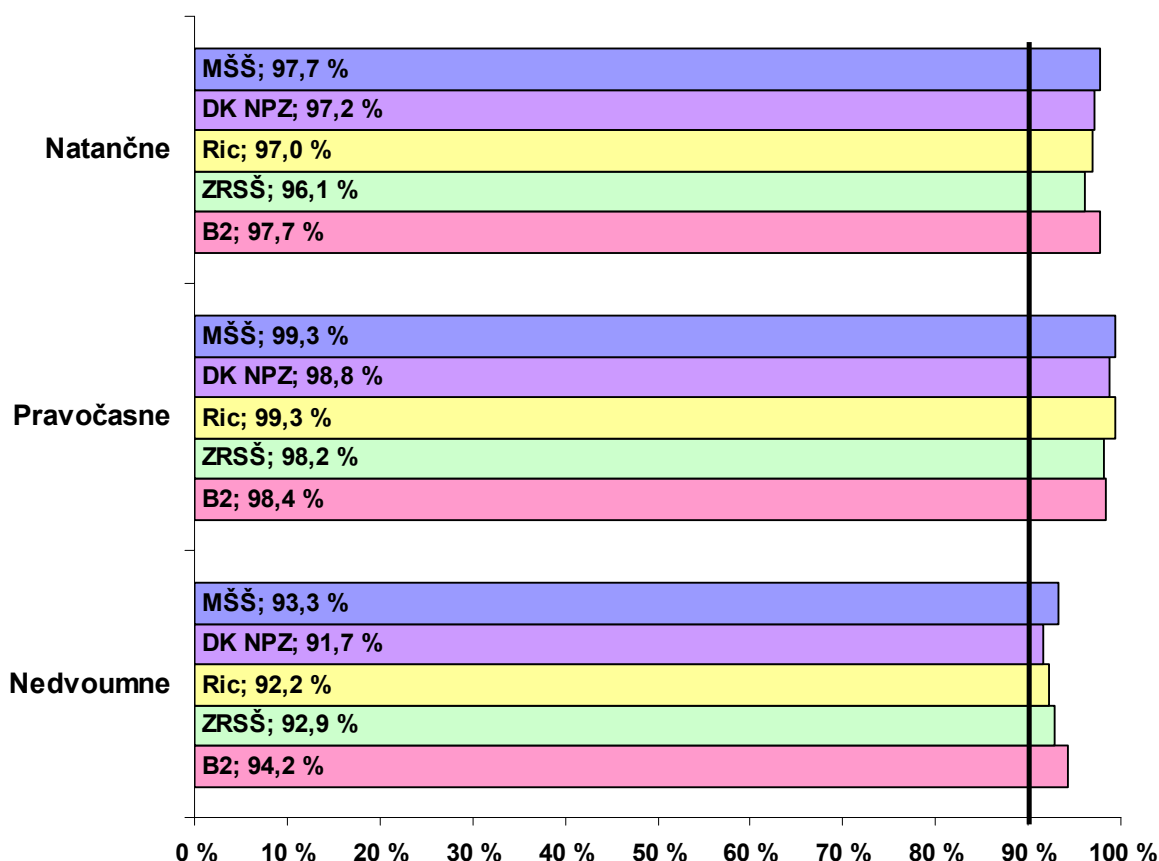 Natančne
MŠŠ; 97,7 %
DK NPZ; 97,2 %
Ric; 97,0 %
ZRSŠ; 96,1 %
B2; 97,7 %
Pravočasne
MŠŠ; 99,3 %
DK NPZ; 98,8 %
Ric; 99,3 %
ZRSŠ; 98,2 %
B2; 98,4 %
Nedvoumne
MŠŠ; 93,3 %
DK NPZ; 91,7 %
Ric; 92,2 %
ZRSŠ; 92,9 %
B2; 94,2 %
0 % 10 % 20 % 30 % 40 % 50 % 60 % 70 % 80 % 90 % 100 %